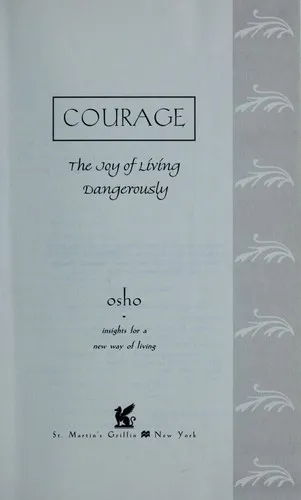 COURAGE
The Joy of Living
Dangerously
osho
insights for a
new way of living
St. Martin's Griffin New York